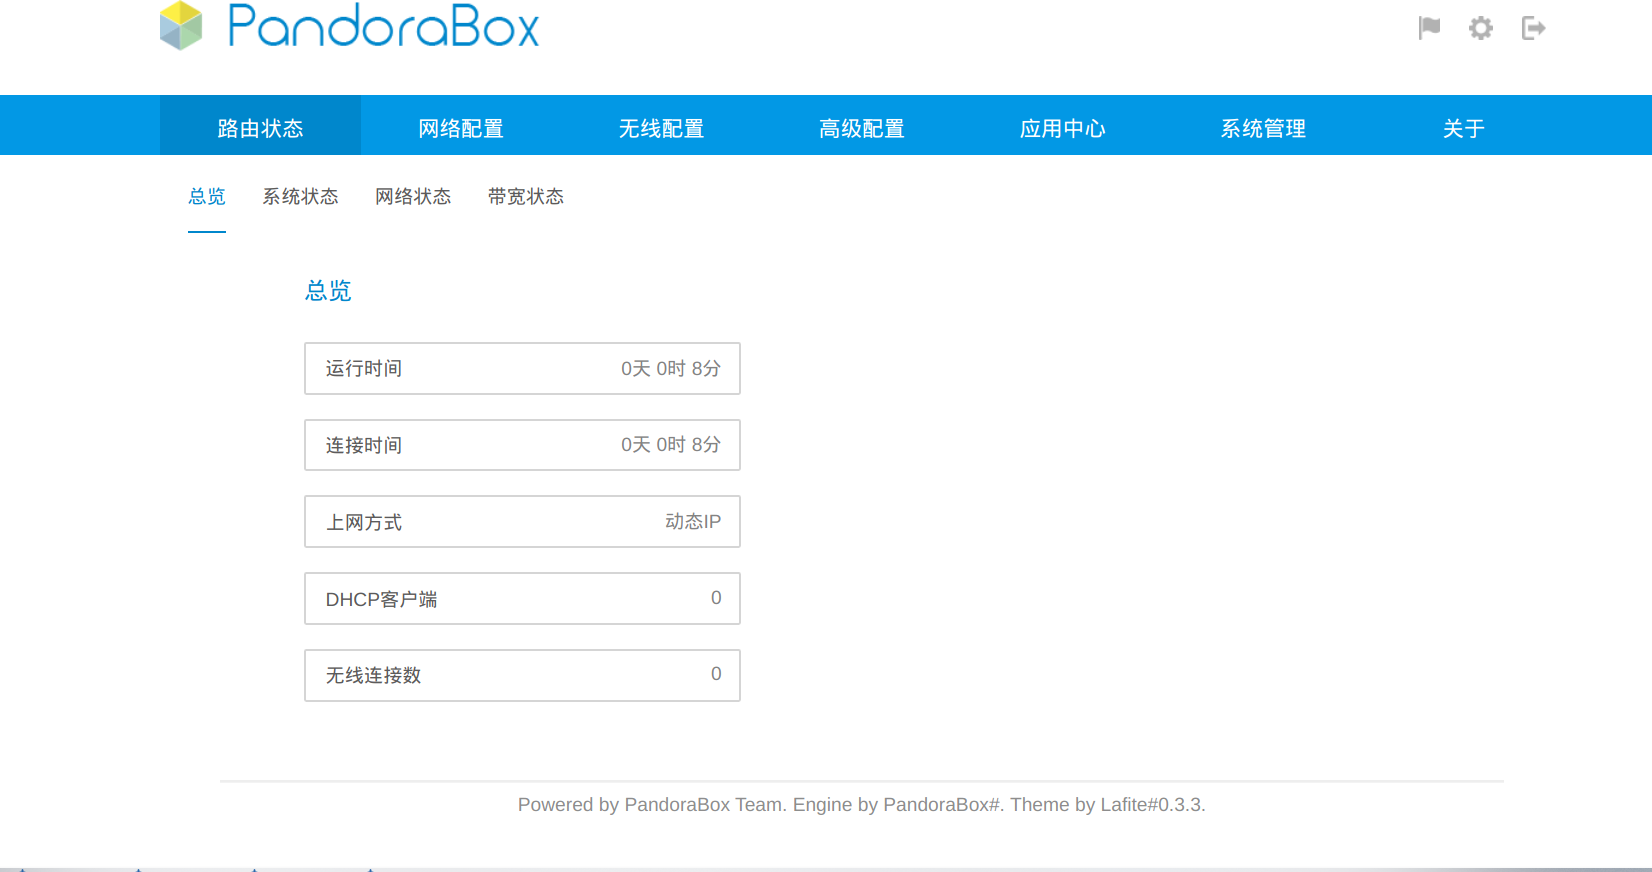 PandoraBox
路由状态 网络配置 无线配置 高级配置 应用中心 系统管理 关于
总览 系统状态 网络状态 带宽状态
总览
运行时间 0天 0时 8分
连接时间 0天 0时 8分
上网方式 动态IP
DHCP客户端 0
无线连接数 0
Powered by PandoraBox Team. Engine by PandoraBox#. Theme by Lafite#0.3.3.